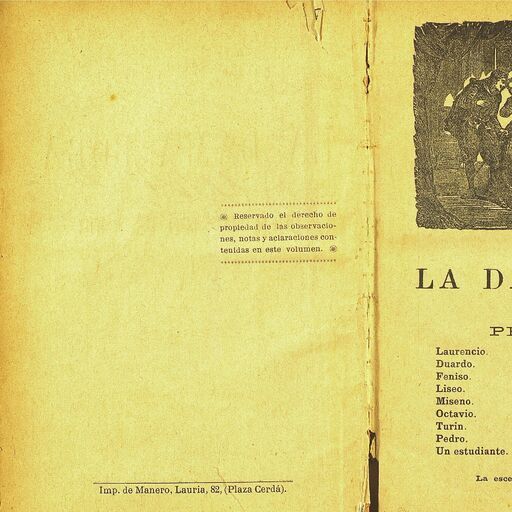 Reservado el derecho de
propiedad de las observacio-
nes, notas y aclaraciones con-
tenidas en este volumen.
Imp. de Manero, Lauria, 82, (Plaza Cerdá).
LA
Laurencio.
Duardo.
Feniso.
Liseo.
Miseno.
Octavio.
Turin.
Pedro.
Un estudiante.
La